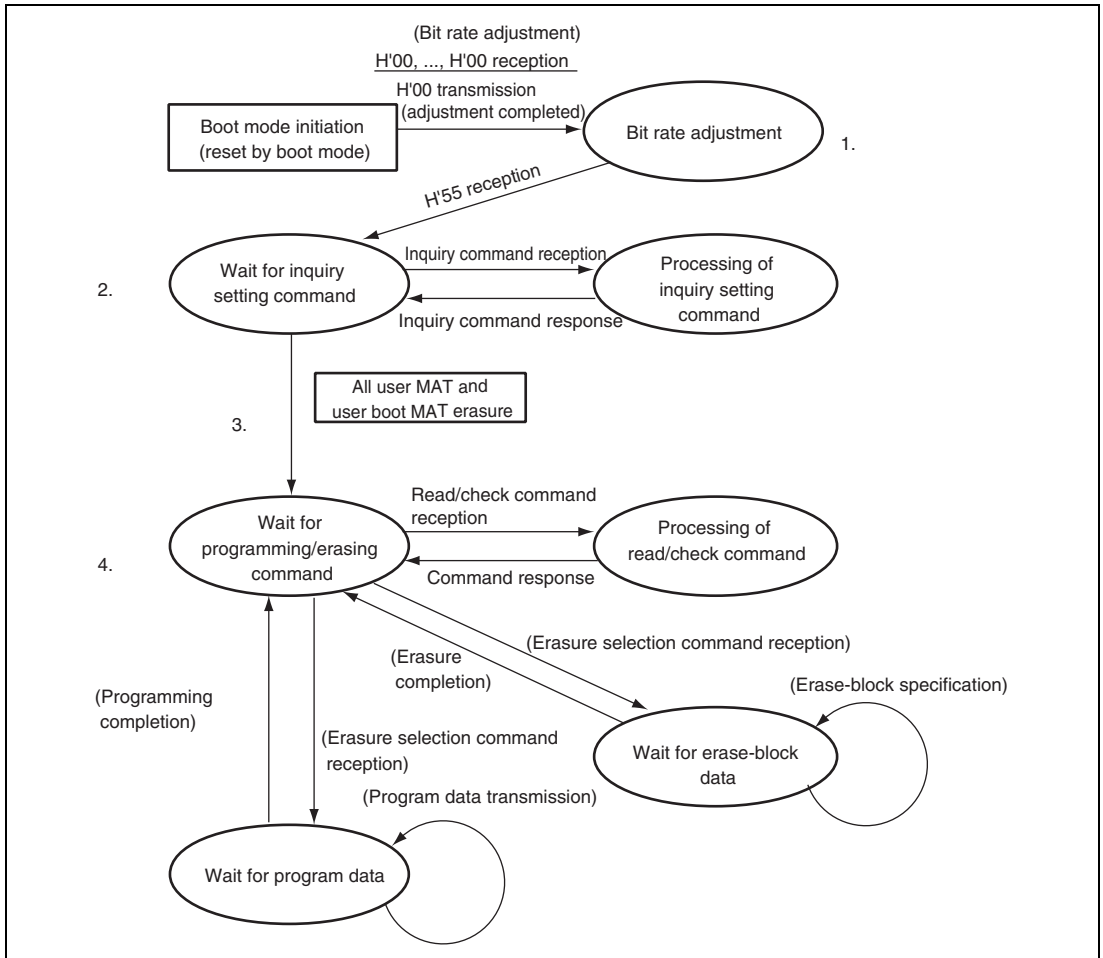 (Bit rate adjustment)
H'00, ..., H'00 reception
H'00 transmission
(adjustment completed)
Boot mode initiation
(reset by boot mode)
Bit rate adjustment
1.
H'55 reception
2.
Wait for inquiry
setting command
Inquiry command reception
Inquiry command response
Processing of
inquiry setting
command
All user MAT and
user boot MAT erasure
3.
4.
Wait for
programming/erasing
command
Read/check command
reception
Command response
Processing of
read/check command
(Erasure selection command reception)
(Erasure
completion)
(Erase-block specification)
(Programming
completion)
(Erasure selection command
reception)
Wait for erase-block
data
(Program data transmission)
Wait for program data